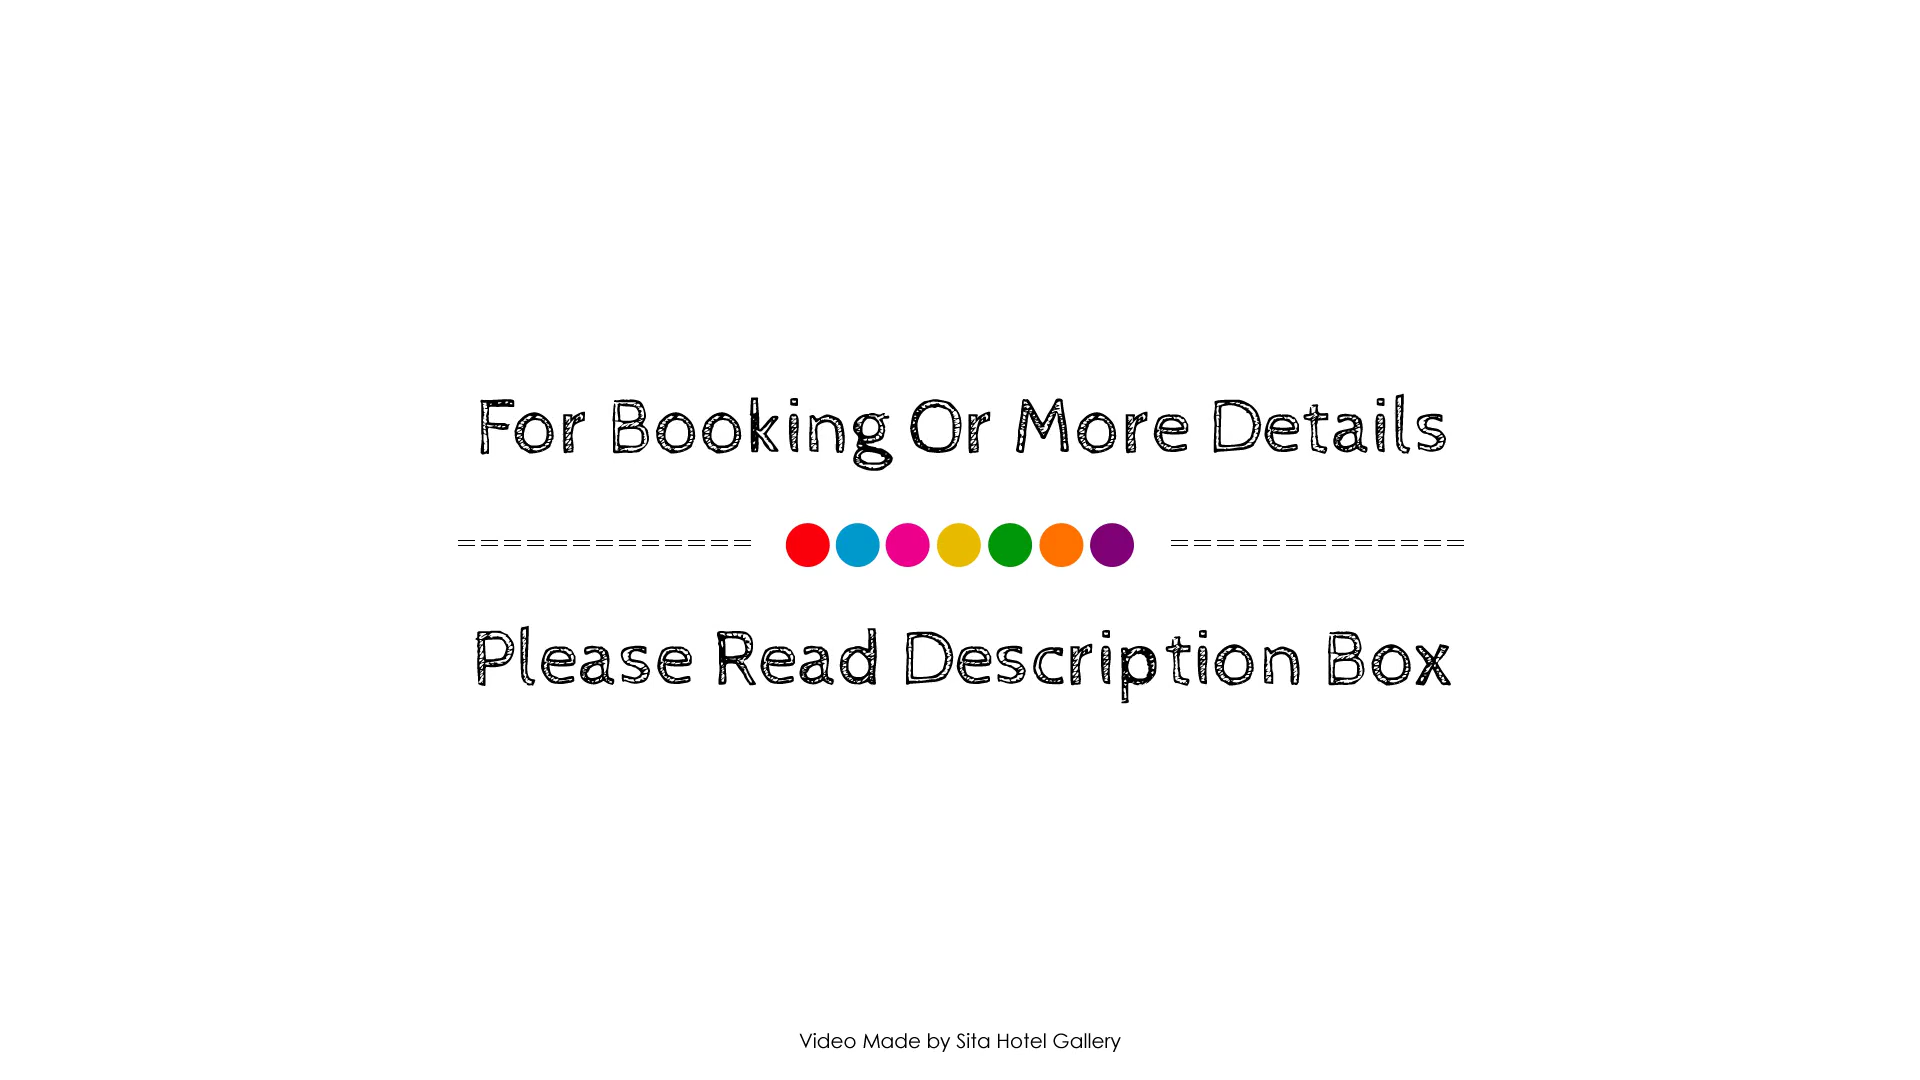 For Booking Or More Details
============= =============
Please Read Description Box
Video Made by Sita Hotel Gallery